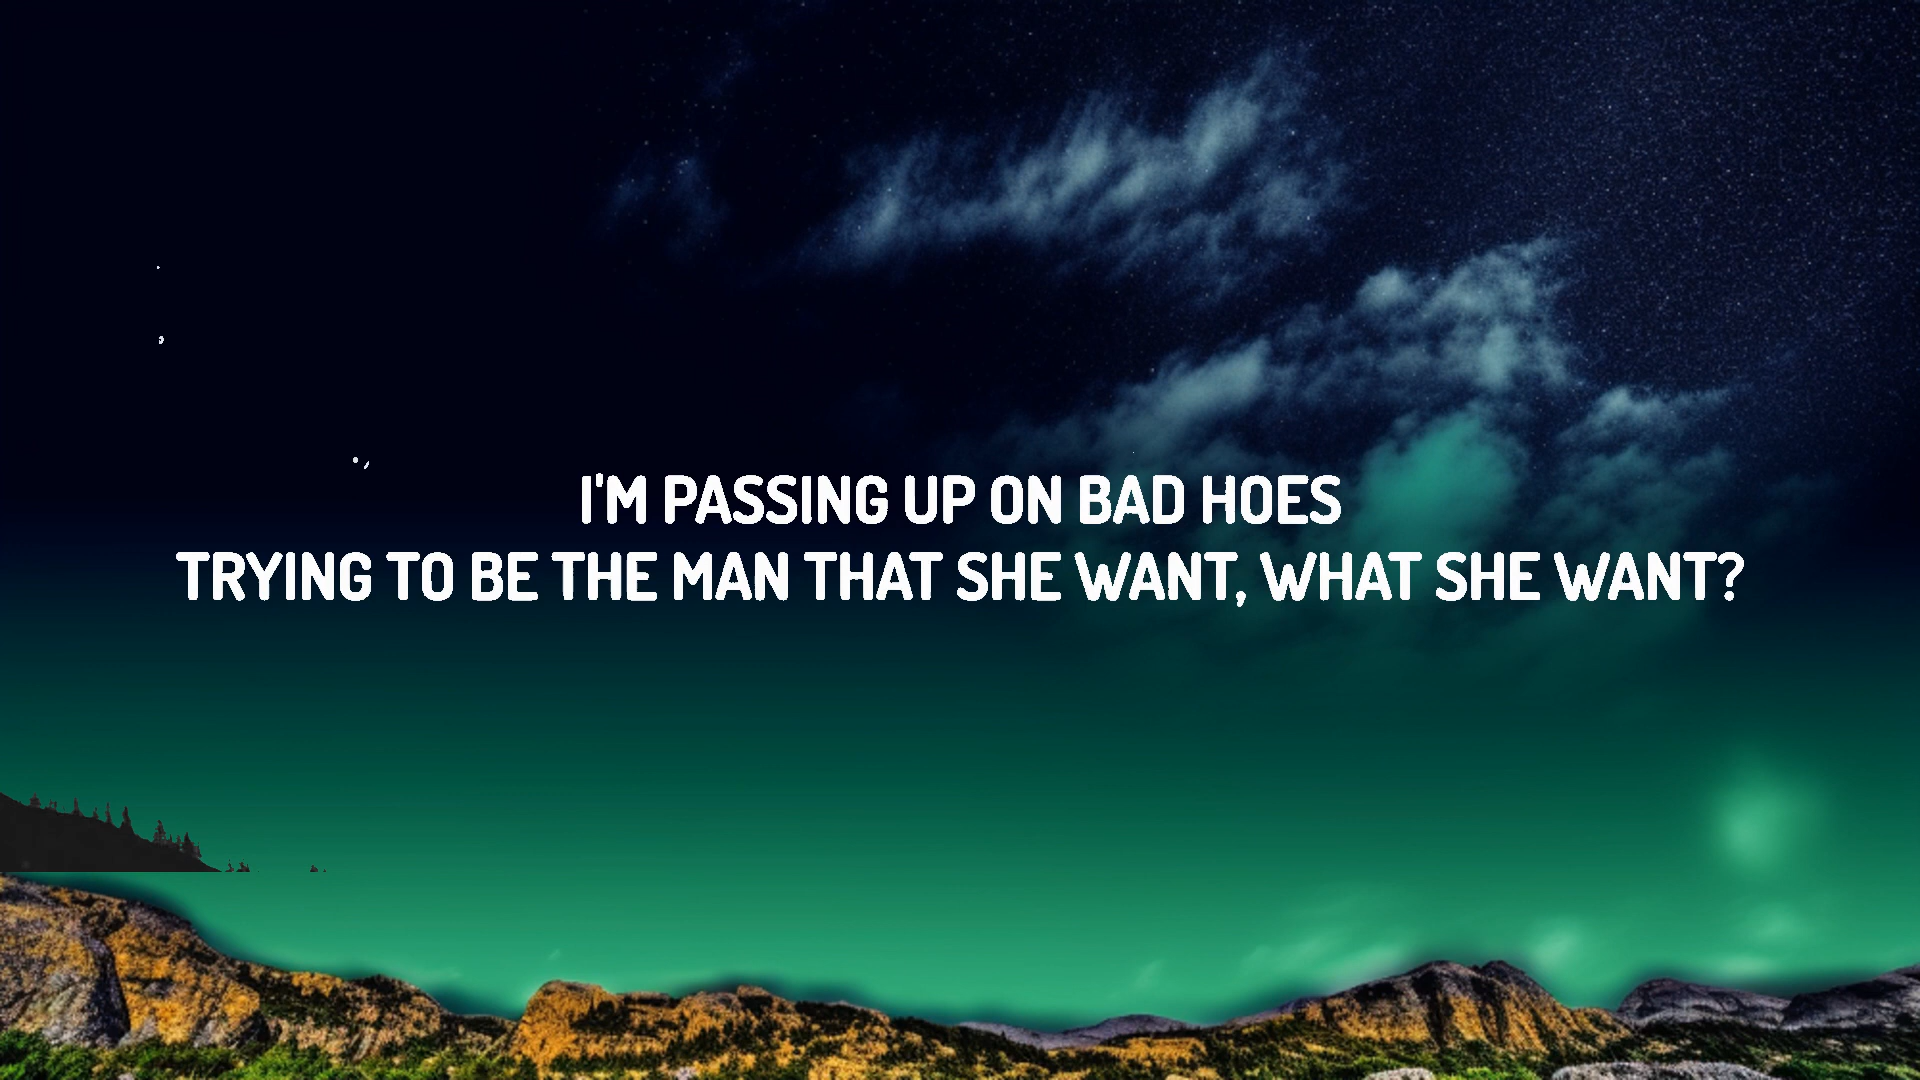 I'M PASSING UP ON BAD HOES
TRYING TO BE THE MAN THAT SHE WANT, WHAT SHE WANT?